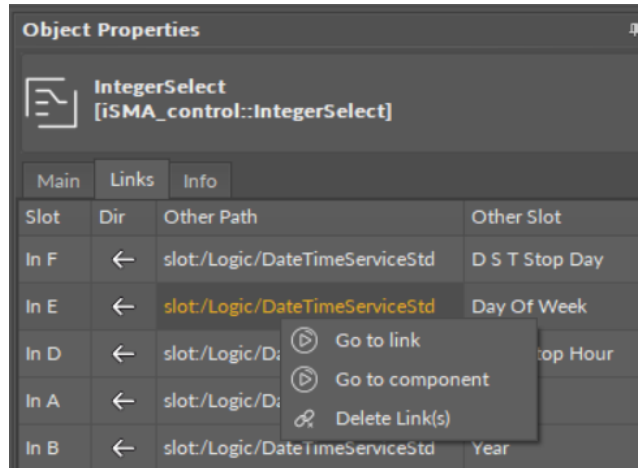 Object Properties
IntegerSelect
[iSMA_control::IntegerSelect]
Main Links Info
Slot Dir Other Path Other Slot
In F slot:/Logic/DateTimeServiceStd D S T Stop Day
In E slot:/Logic/DateTimeServiceStd Day Of Week
Go to link
In D slot:/Logic/Da top Hour
Go to component
In A slot:/Logic/Da
Delete Link(s)
In B slot:/Logic/DateTimeServiceStd Year